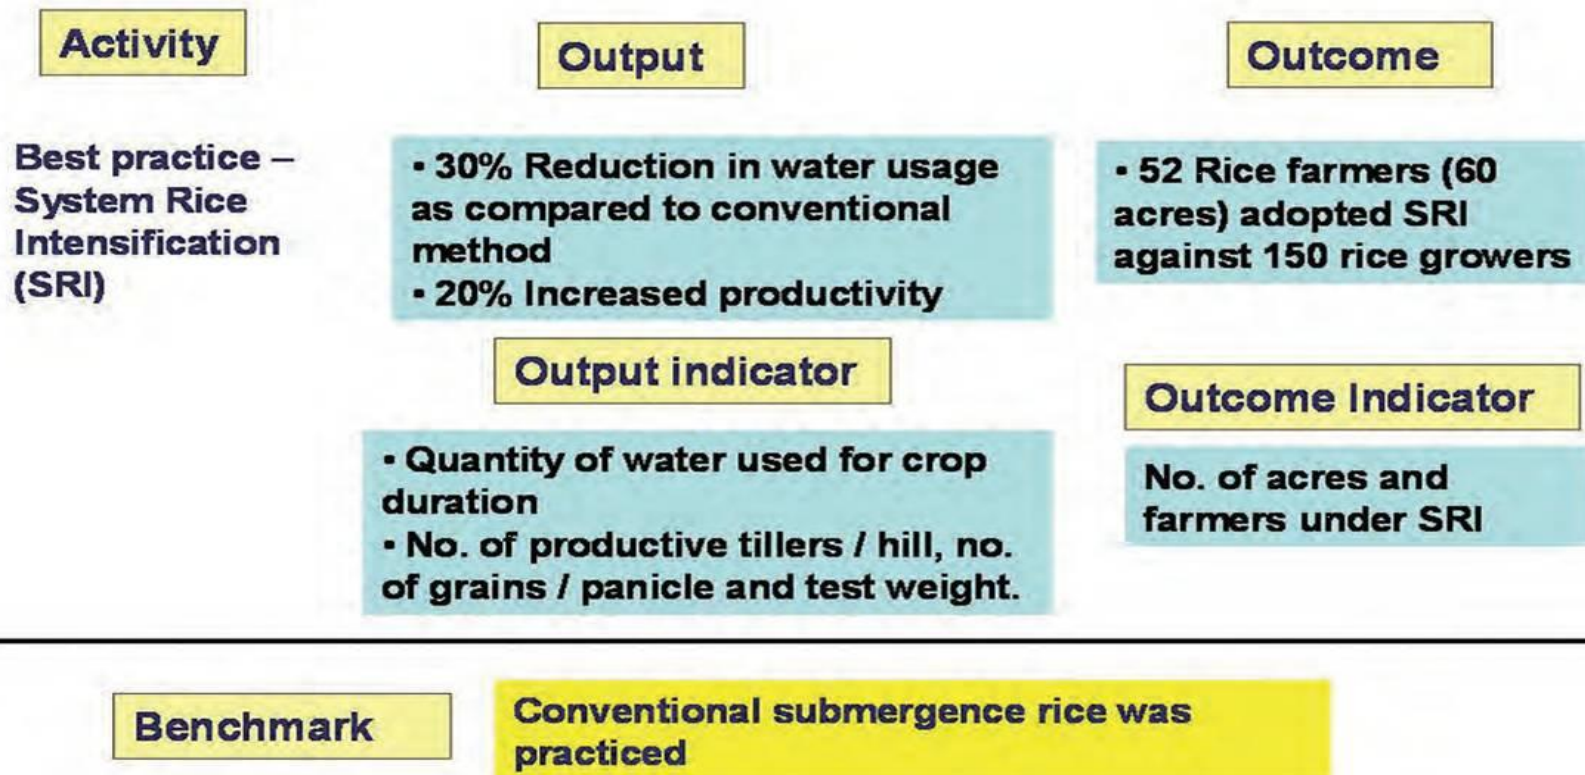 Activity
Output
Outcome
Best practice –
System Rice
Intensification
(SRI)
▪ 30% Reduction in water usage
as compared to conventional
method
▪ 20% Increased productivity
▪ 52 Rice farmers (60
acres) adopted SRI
against 150 rice growers
Output indicator
Outcome Indicator
▪ Quantity of water used for crop
duration
▪ No. of productive tillers / hill, no.
of grains / panicle and test weight.
No. of acres and
farmers under SRI
Benchmark
Conventional submergence rice was
practiced